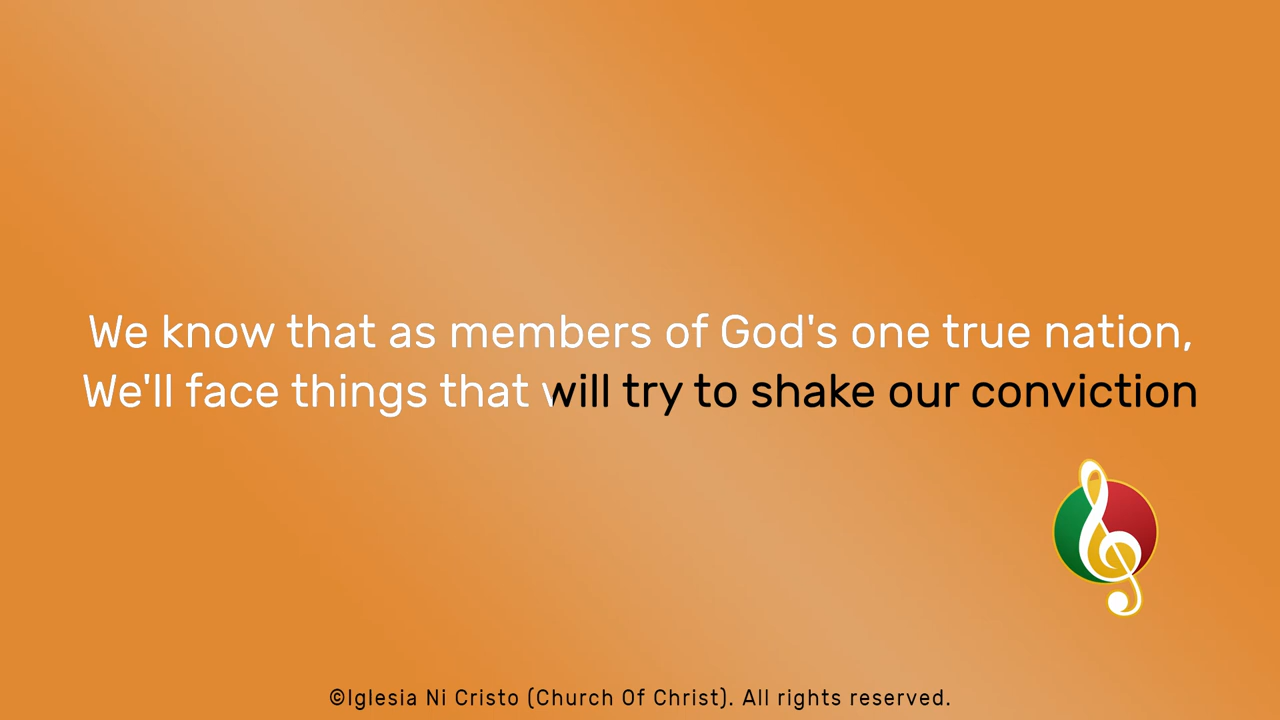 We know that as members of God's one true nation,
We'll face things that will try to shake our conviction
©Iglesia Ni Cristo (Church Of Christ). All rights reserved.